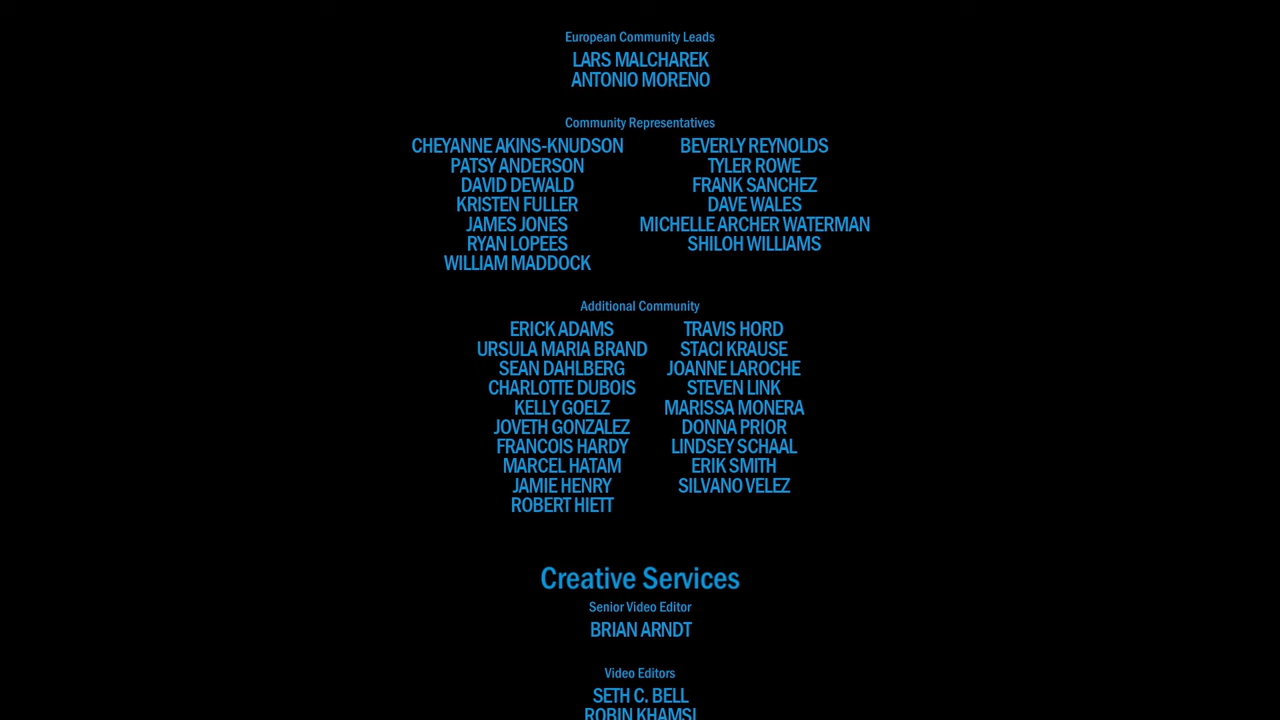 European Community Leads
LARS MALCHAREK
ANTONIO MORENO
Community Representatives
CHEYANNE AKINS-KNUDSON
PATSY ANDERSON
DAVID DEWALD
KRISTEN FULLER
JAMES JONES
RYAN LOPEES
WILLIAM MADDOCK
BEVERLY REYNOLDS
TYLER ROWE
FRANK SANCHEZ
DAVE WALES
MICHELLE ARCHER WATERMAN
SHILOH WILLIAMS
Additional Community
ERICK ADAMS
URSULA MARIA BRAND
SEAN DAHLBERG
CHARLOTTE DUBOIS
KELLY GOELZ
JOVETH GONZALEZ
FRANCOIS HARDY
MARCEL HATAM
JAMIE HENRY
ROBERT HIETT
TRAVIS HORD
STACI KRAUSE
JOANNE LAROCHE
STEVEN LINK
MARISSA MONERA
DONNA PRIOR
LINDSEY SCHAAL
ERIK SMITH
SILVANO VELEZ
Creative Services
Senior Video Editor
BRIAN ARNDT
Video Editors
SETH C. BELL
ROBIN KHAMSI